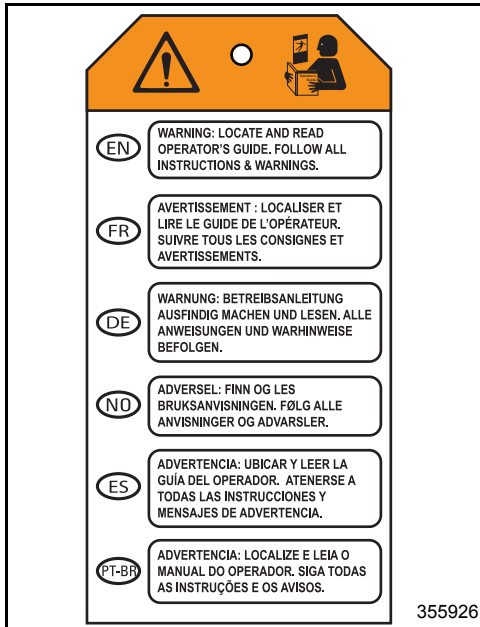 EN
WARNING: LOCATE AND READ
OPERATOR'S GUIDE. FOLLOW ALL
INSTRUCTIONS & WARNINGS.
FR
AVERTISSEMENT : LOCALISER ET
LIRE LE GUIDE DE L'OPÉRATEUR.
SUIVRE TOUS LES CONSIGNES ET
AVERTISSEMENTS.
DE
WARNUNG: BETREIBSANLEITUNG
AUSFINDIG MACHEN UND LESEN. ALLE
ANWEISUNGEN UND WARHINWEISE
BEFOLGEN.
NO
ADVERSEL: FINN OG LES
BRUKSANVISNINGEN. FØLG ALLE
ANVISNINGER OG ADVARSLER.
ES
ADVERTENCIA: UBICAR Y LEER LA
GUÍA DEL OPERADOR. ATENERSE A
TODAS LAS INSTRUCCIONES Y
MENSAJES DE ADVERTENCIA.
PT-BR
ADVERTENCIA: LOCALIZE E LEIA O
MANUAL DO OPERADOR. SIGA TODAS
AS INSTRUÇÕES E OS AVISOS.
355926